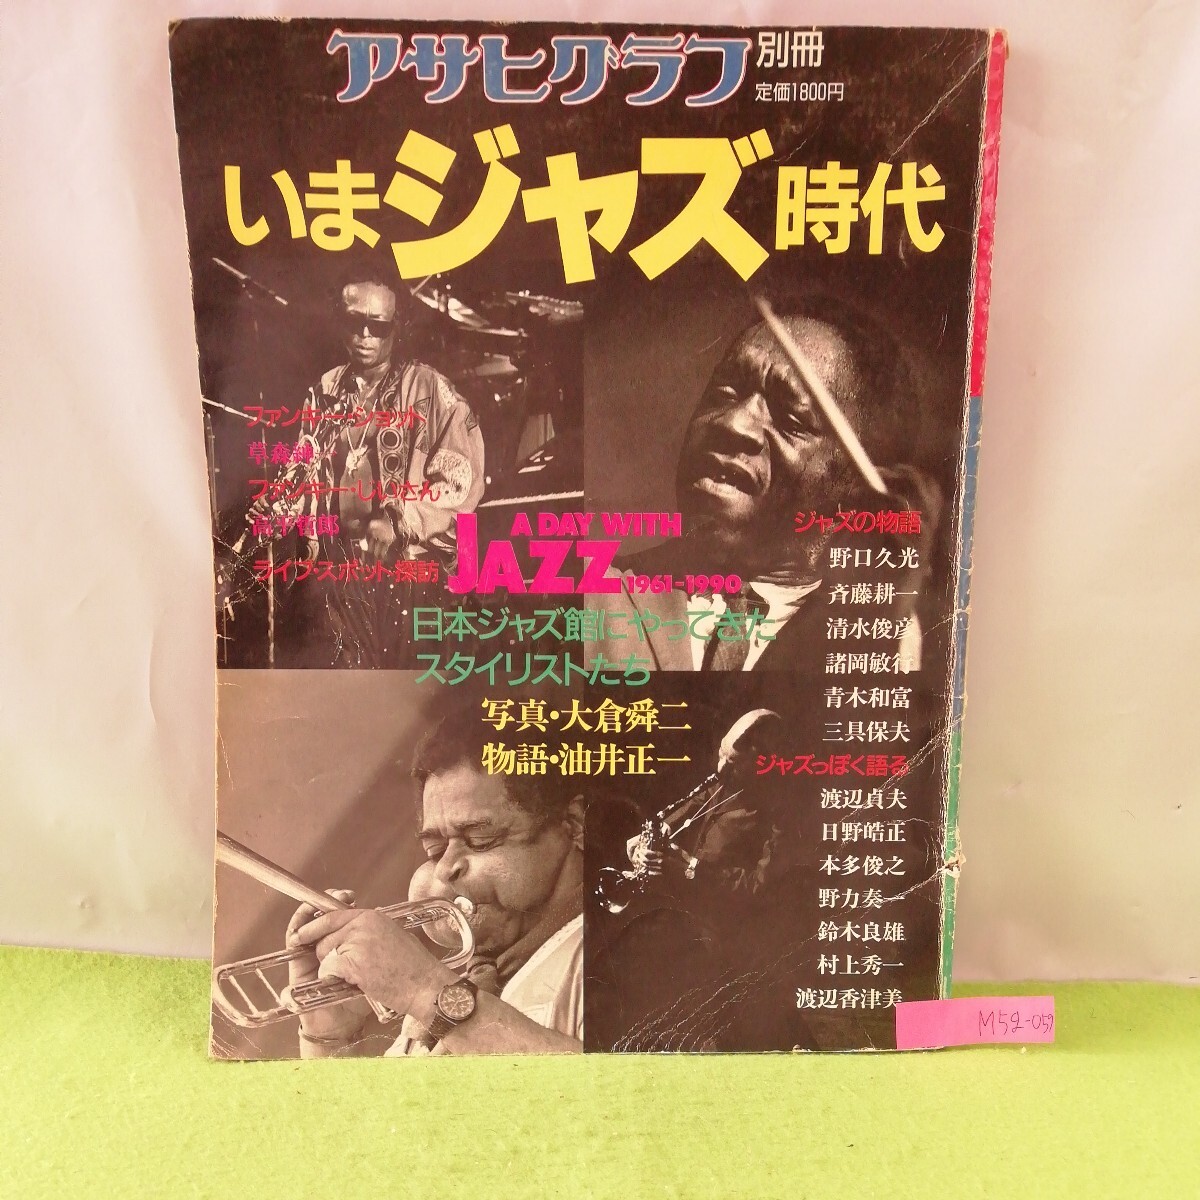 アサヒグラフ 別冊
定価1800円
いまジャズ時代
ファンキー・ショット
草森紳一
ファンキー・じいさん
高平哲郎
ライブ・スポット探訪
A DAY WITH
JAZZ 1961-1990
日本ジャズ館にやってきた
スタイリストたち
写真・大倉舜二
物語・油井正一
ジャズの物語
野口久光
斉藤耕一
清水俊彦
諸岡敏行
青木和富
三具保夫
ジャズっぽく語る
渡辺貞夫
日野皓正
本多俊之
野力奏一
鈴木良雄
村上秀一
渡辺香津美
M52-059